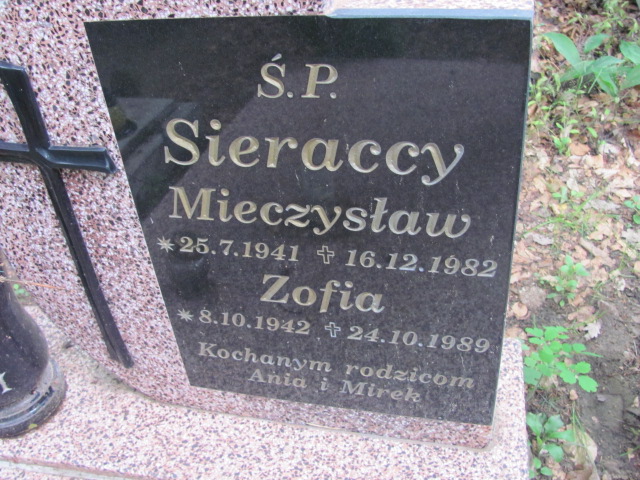 Ś.P.
Sieraccy
Mieczysław
*25.7.1941 ✝ 16.12.1982
Zofia
*8.10.1942 ✝ 24.10.1989
Kochanym rodzicom
Ania i Mirek